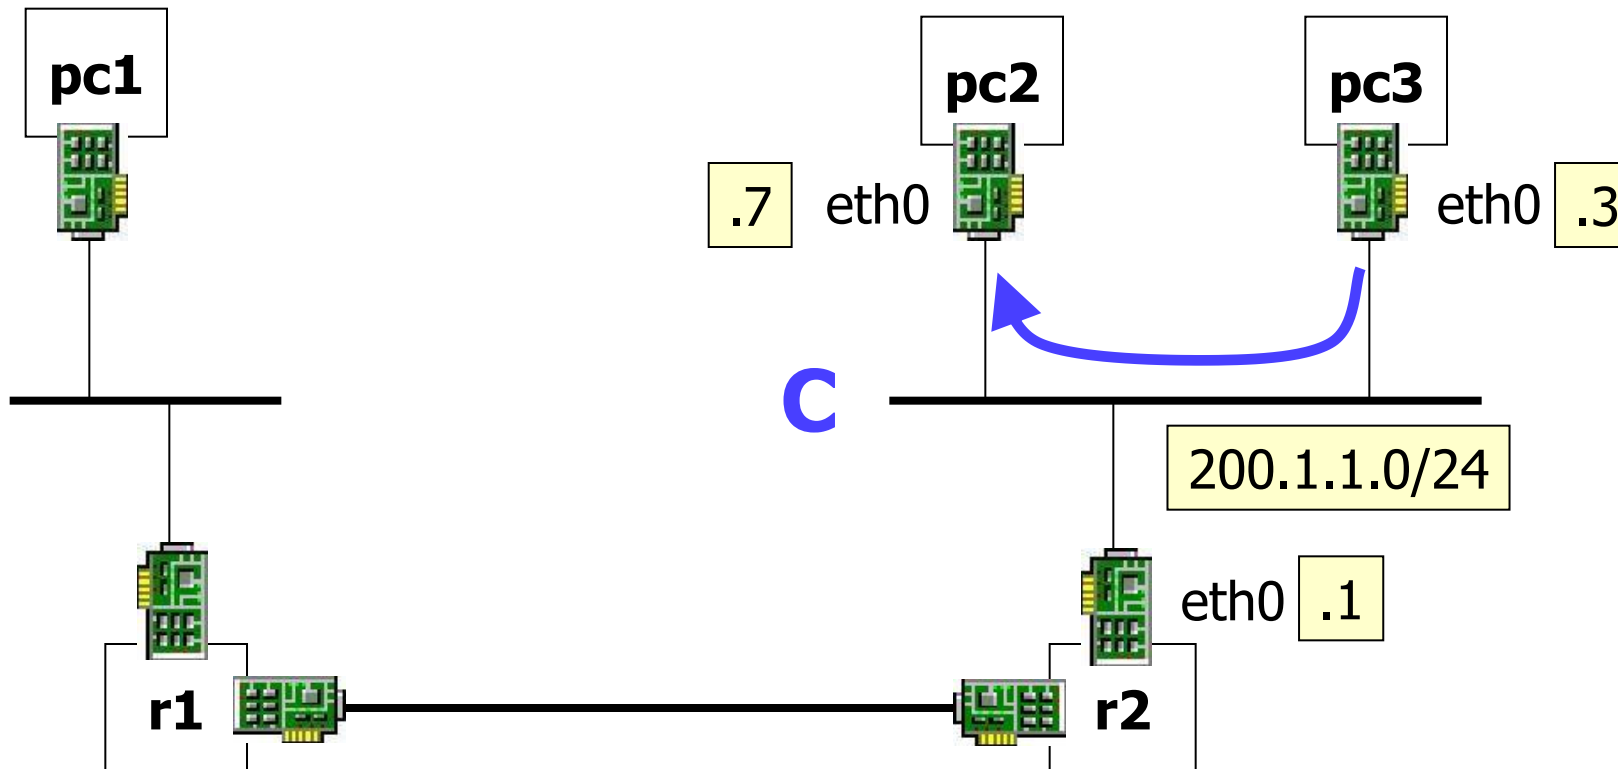 pc1
pc2
pc3
.7
eth0
eth0
.3
C
200.1.1.0/24
eth0
.1
r1
r2